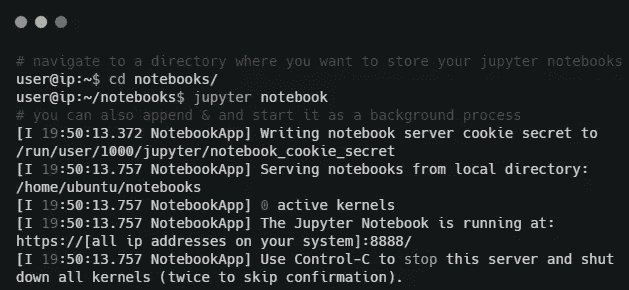 # navigate to a directory where you want to store your jupyter notebooks
user@ip:~$ cd notebooks/
user@ip:~/notebooks$ jupyter notebook
# you can also append & and start it as a background process
[I 19:50:13.372 NotebookApp] Writing notebook server cookie secret to
/run/user/1000/jupyter/notebook_cookie_secret
[I 19:50:13.757 NotebookApp] Serving notebooks from local directory:
/home/ubuntu/notebooks
[I 19:50:13.757 NotebookApp] 0 active kernels
[I 19:50:13.757 NotebookApp] The Jupyter Notebook is running at:
https://[all ip addresses on your system]:8888/
[I 19:50:13.757 NotebookApp] Use Control-C to stop this server and shut
down all kernels (twice to skip confirmation).